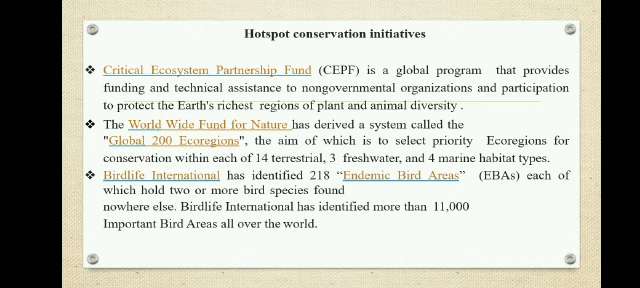 Hotspot conservation initiatives
❖ Critical Ecosystem Partnership Fund (CEPF) is a global program that provides
funding and technical assistance to nongovernmental organizations and participation
to protect the Earth's richest regions of plant and animal diversity .
❖ The World Wide Fund for Nature has derived a system called the
"Global 200 Ecoregions", the aim of which is to select priority Ecoregions for
conservation within each of 14 terrestrial, 3 freshwater, and 4 marine habitat types.
❖ Birdlife International has identified 218 “Endemic Bird Areas” (EBAs) each of
which hold two or more bird species found
nowhere else. Birdlife International has identified more than 11,000
Important Bird Areas all over the world.